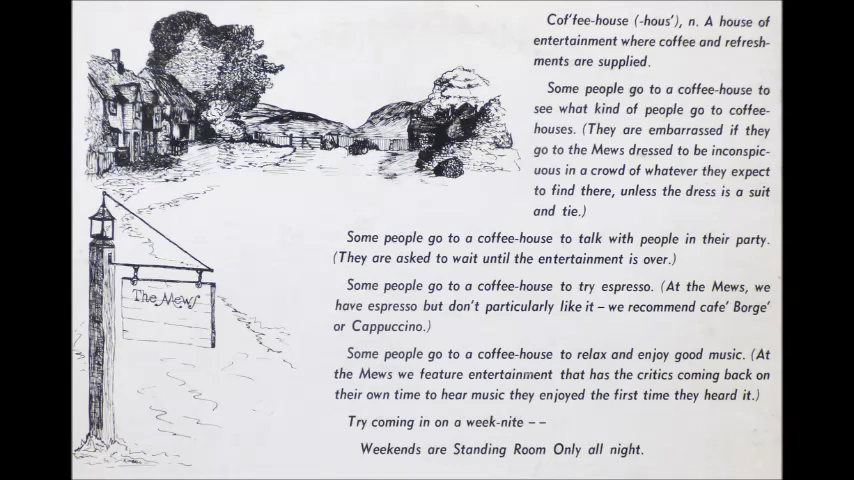 Cof'fee-house (-hous'), n. A house of
entertainment where coffee and refresh-
ments are supplied.
Some people go to a coffee-house to
see what kind of people go to coffee-
houses. (They are embarrassed if they
go to the Mews dressed to be inconspic-
uous in a crowd of whatever they expect
to find there, unless the dress is a suit
and tie.)
Some people go to a coffee-house to talk with people in their party.
(They are asked to wait until the entertainment is over.)
Some people go to a coffee-house to try espresso. (At the Mews, we
have espresso but don't particularly like it – we recommend cafe' Borge'
or Cappuccino.)
Some people go to a coffee-house to relax and enjoy good music. (At
the Mews we feature entertainment that has the critics coming back on
their own time to hear music they enjoyed the first time they heard it.)
Try coming in on a week-nite – –
Weekends are Standing Room Only all night.
The Mews